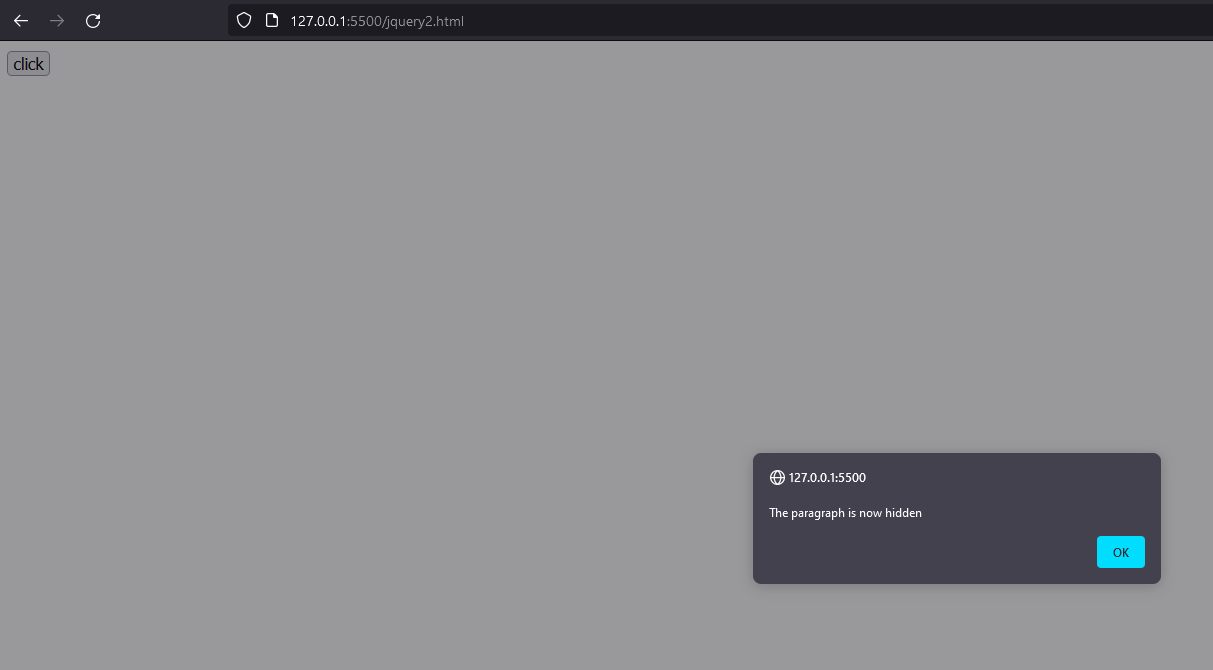 127.0.0.1:5500/jquery2.html
click
127.0.0.1:5500
The paragraph is now hidden
OK